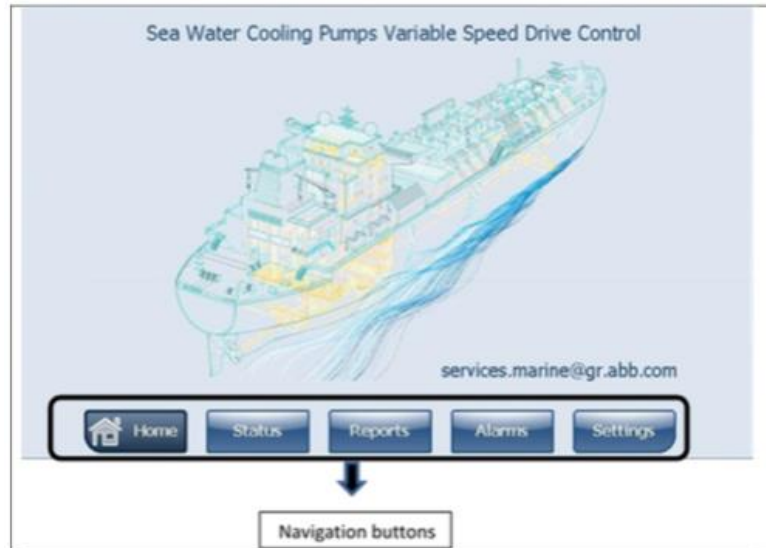 Sea Water Cooling Pumps Variable Speed Drive Control
services.marine@gr.abb.com
Home Status Reports Alarms Settings
Navigation buttons